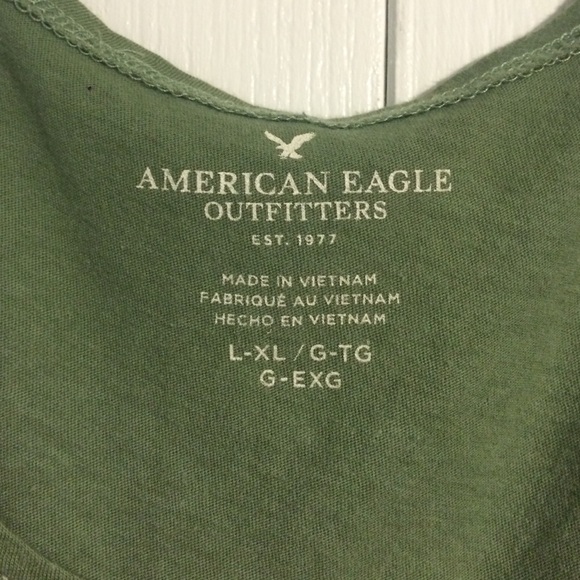 AMERICAN EAGLE
OUTFITTERS
EST. 1977
MADE IN VIETNAM
FABRIQUÉ AU VIETNAM
HECHO EN VIETNAM
L-XL / G-TG
G-EXG